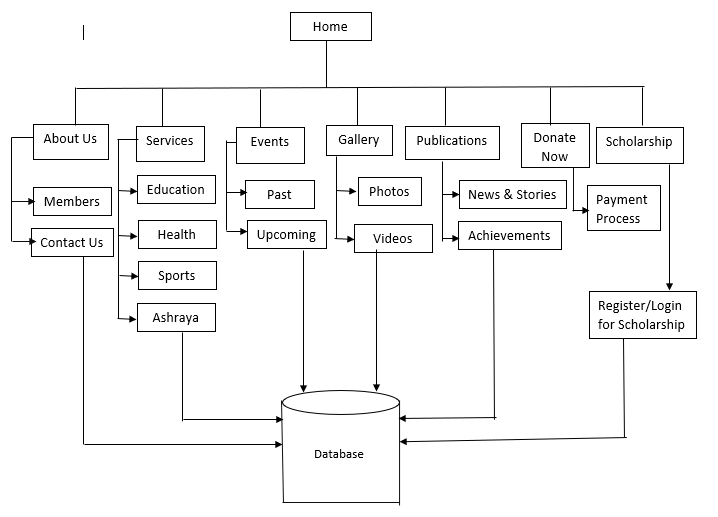 Home
About Us
Services
Events
Gallery
Publications
Donate
Now
Scholarship
Members
Contact Us
Education
Health
Sports
Ashraya
Past
Upcoming
Photos
Videos
News & Stories
Achievements
Payment
Process
Register/Login
for Scholarship
Database